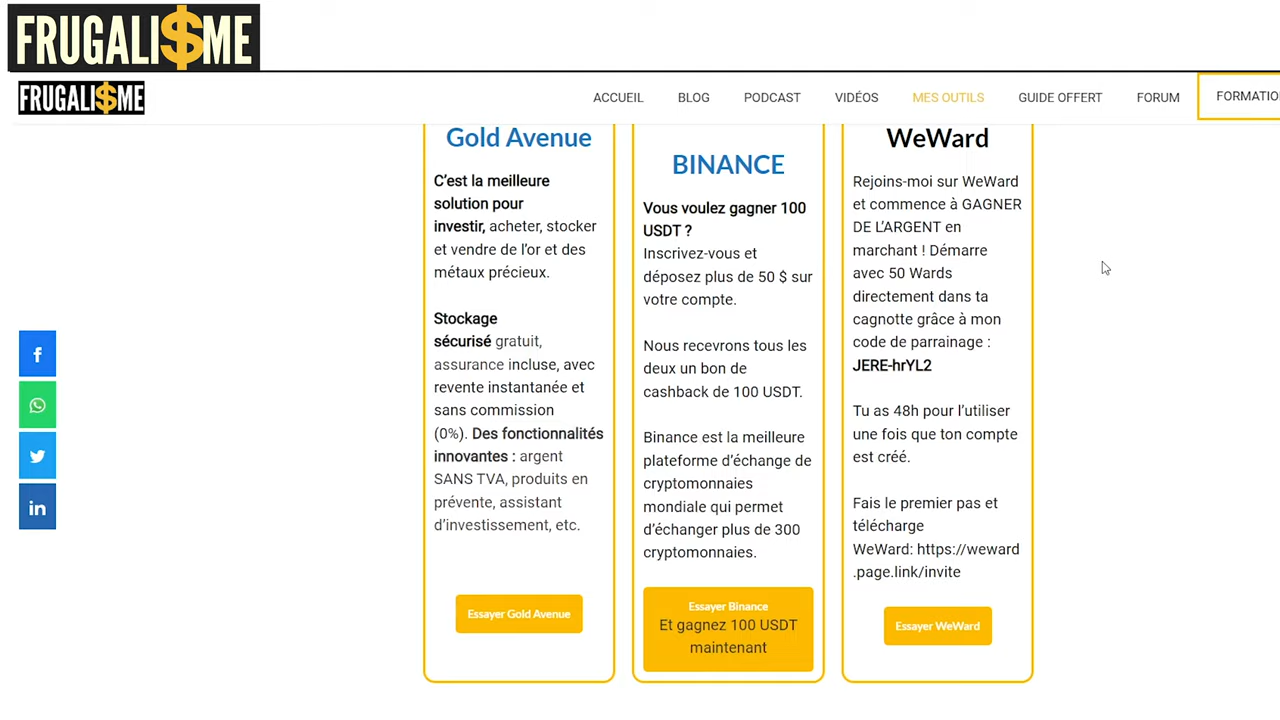 FRUGALI$ME
FRUGALI$ME
ACCUEIL
BLOG
PODCAST
VIDÉOS
MES OUTILS
GUIDE OFFERT
FORUM
FORMATIO
Gold Avenue
C’est la meilleure
solution pour
investir, acheter, stocker
et vendre de l’or et des
métaux précieux.
Stockage
sécurisé gratuit,
assurance incluse, avec
revente instantanée et
sans commission
(0%). Des fonctionnalités
innovantes : argent
SANS TVA, produits en
prévente, assistant
d’investissement, etc.
Essayer Gold Avenue
BINANCE
Vous voulez gagner 100
USDT ?
Inscrivez-vous et
déposez plus de 50 $ sur
votre compte.
Nous recevrons tous les
deux un bon de
cashback de 100 USDT.
Binance est la meilleure
plateforme d’échange de
cryptomonnaies
mondiale qui permet
d’échanger plus de 300
cryptomonnaies.
Essayer Binance
Et gagnez 100 USDT
maintenant
WeWard
Rejoins-moi sur WeWard
et commence à GAGNER
DE L’ARGENT en
marchant ! Démarre
avec 50 Wards
directement dans ta
cagnotte grâce à mon
code de parrainage :
JERE-hrYL2
Tu as 48h pour l’utiliser
une fois que ton compte
est créé.
Fais le premier pas et
télécharge
WeWard: https://weward
.page.link/invite
Essayer WeWard